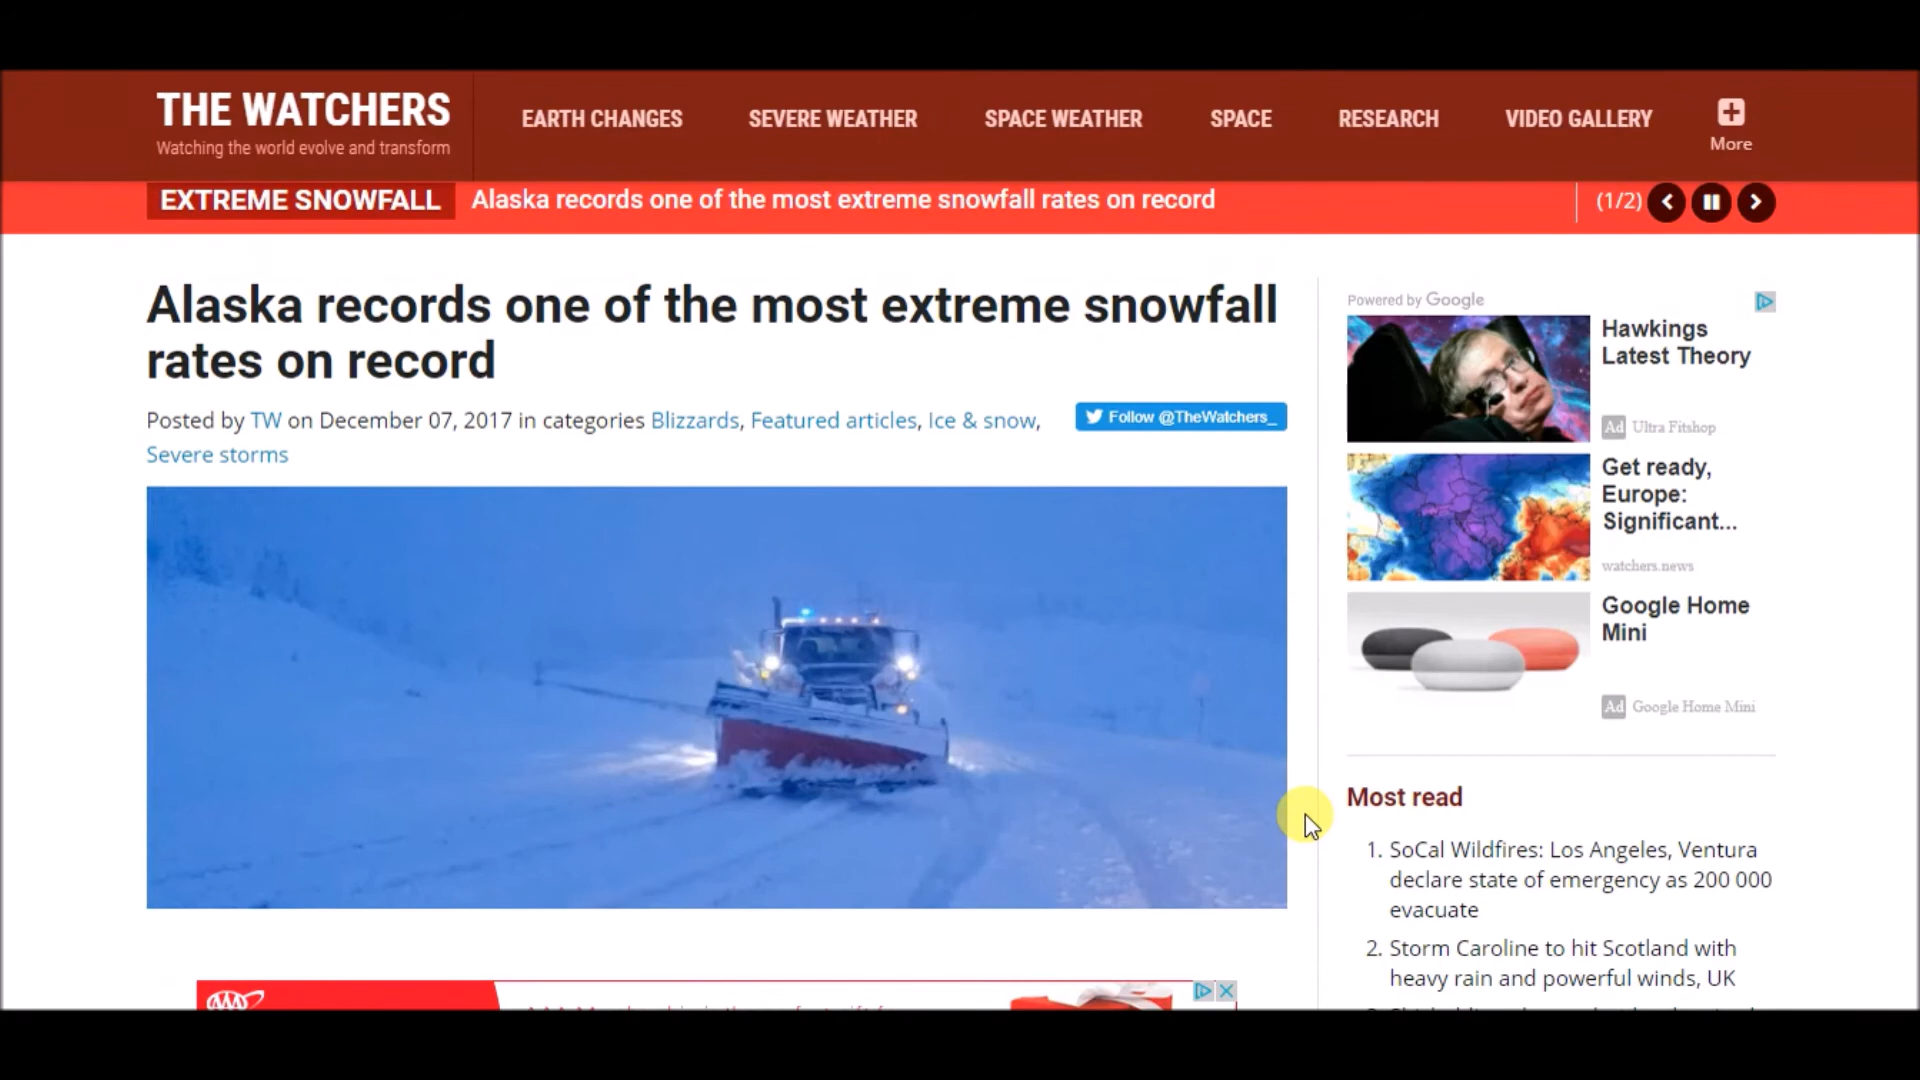 THE WATCHERS
Watching the world evolve and transform
EARTH CHANGES
SEVERE WEATHER
SPACE WEATHER
SPACE
RESEARCH
VIDEO GALLERY
More
EXTREME SNOWFALL
Alaska records one of the most extreme snowfall rates on record
(1/2)
Alaska records one of the most extreme snowfall
rates on record
Posted by TW on December 07, 2017 in categories Blizzards, Featured articles, Ice & snow,
Severe storms
Follow @TheWatchers_
Powered by Google
Hawkings
Latest Theory
Ad Ultra Fitshop
Get ready,
Europe:
Significant...
watchers.news
Google Home
Mini
Ad Google Home Mini
Most read
1. SoCal Wildfires: Los Angeles, Ventura
declare state of emergency as 200 000
evacuate
2. Storm Caroline to hit Scotland with
heavy rain and powerful winds, UK
AAA